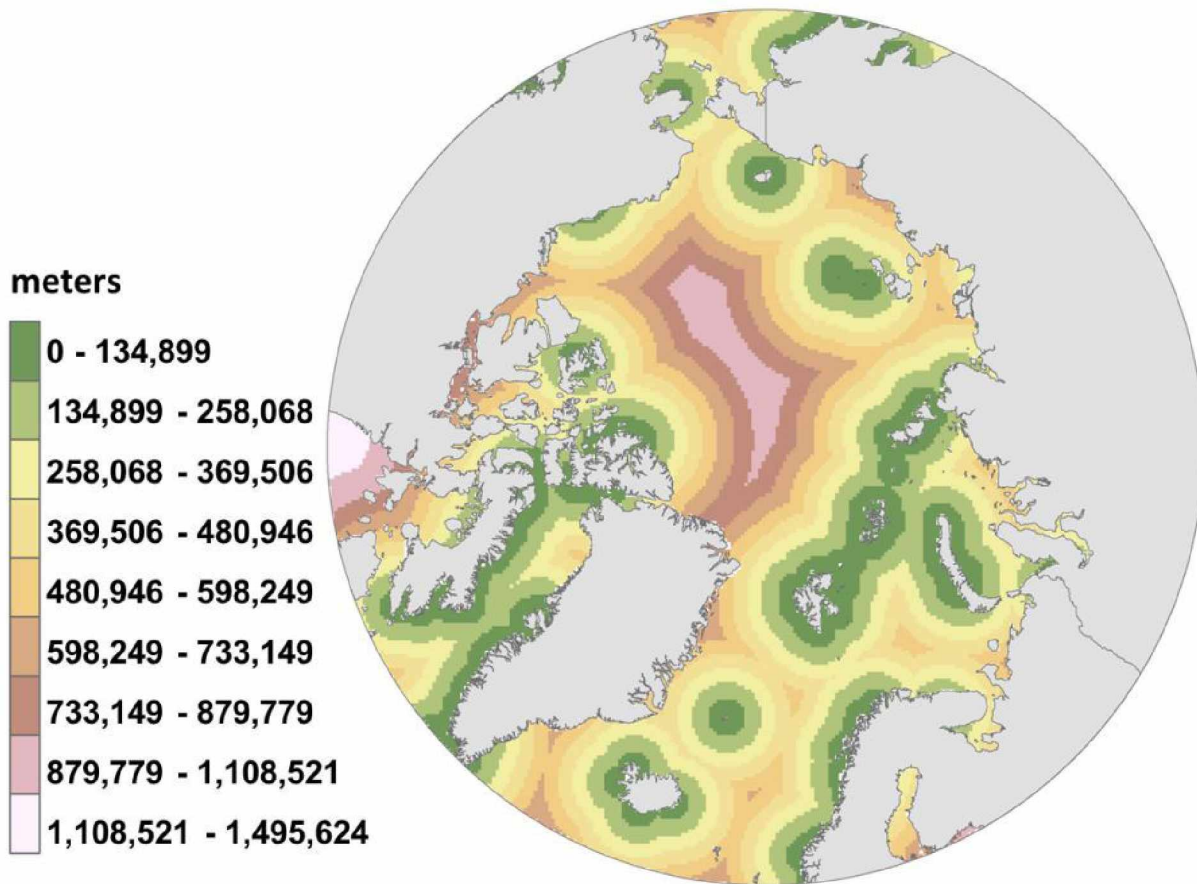 meters
0 - 134,899
134,899 - 258,068
258,068 - 369,506
369,506 - 480,946
480,946 - 598,249
598,249 - 733,149
733,149 - 879,779
879,779 - 1,108,521
1,108,521 - 1,495,624